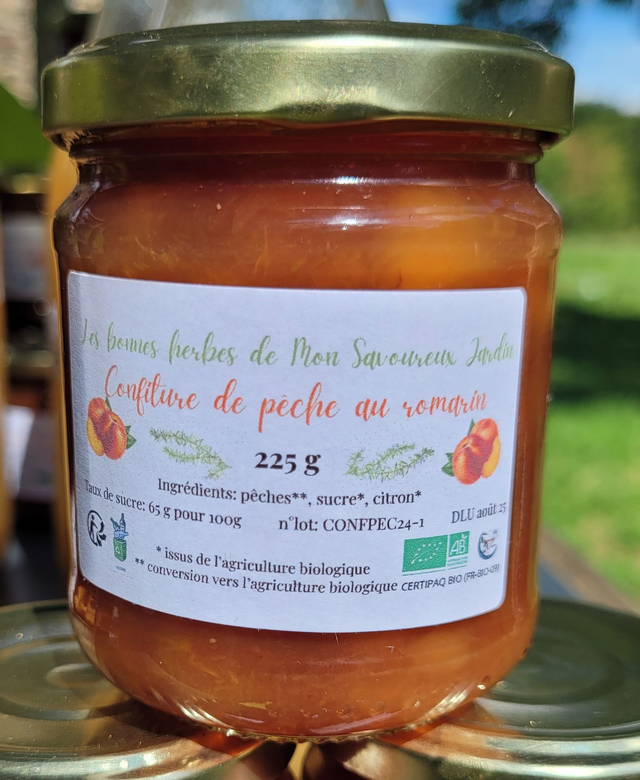 Les bonnes herbes de Mon Savoureux Jardin
Confiture de pêche au romarin
225 g
Ingrédients: pêches**, sucre*, citron*
Taux de sucre: 65 g pour 100g n°lot: CONFPEC24-1 DLU août 25
* issus de l'agriculture biologique
** conversion vers l'agriculture biologique CERTIPAQ BIO (FR-BIO-09)
AB